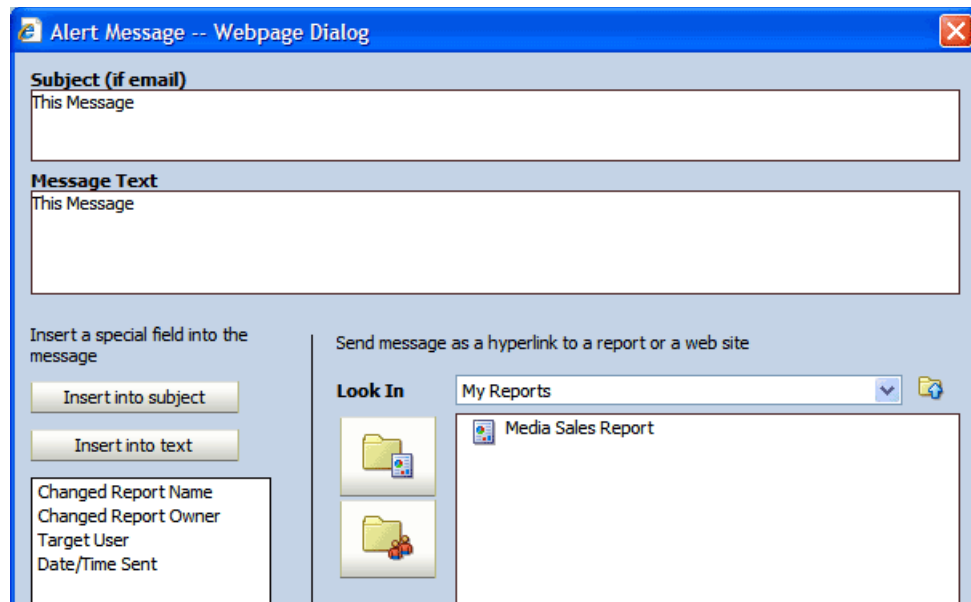 Alert Message -- Webpage Dialog
Subject (if email)
This Message
Message Text
This Message
Insert a special field into the
message
Insert into subject
Insert into text
Changed Report Name
Changed Report Owner
Target User
Date/Time Sent
Send message as a hyperlink to a report or a web site
Look In
My Reports
Media Sales Report